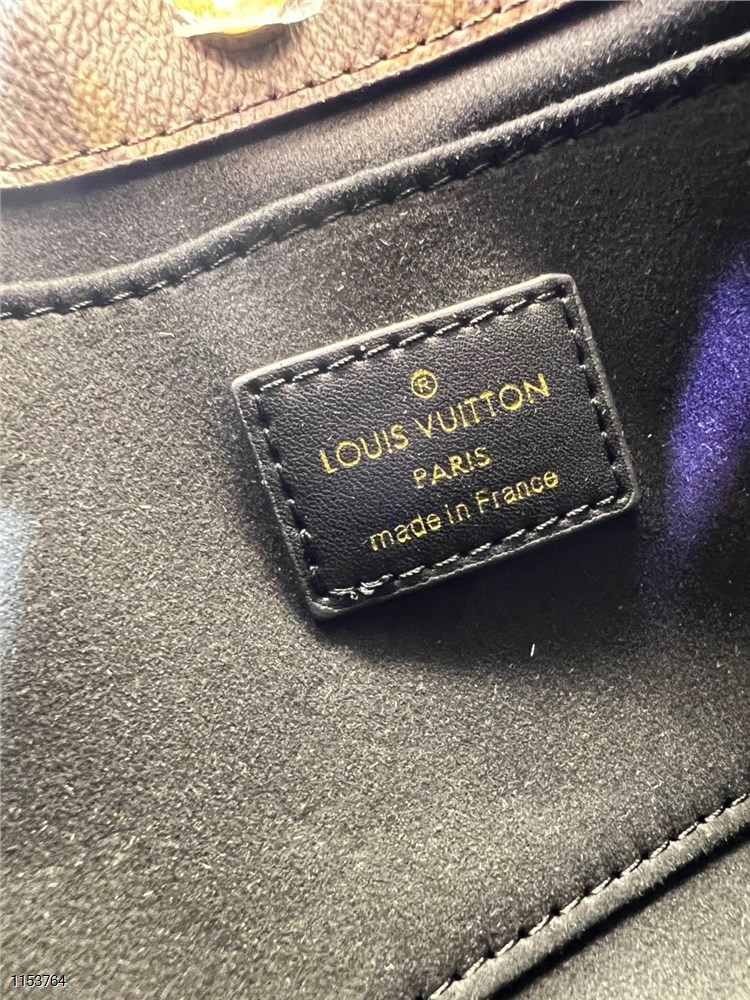 ®
LOUIS VUITTON
PARIS
made in France
1153764